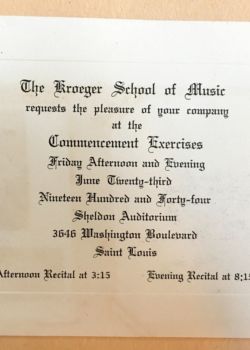 The Kroeger School of Music
requests the pleasure of your company
at the
Commencement Exercises
Friday Afternoon and Evening
June Twenty-third
Nineteen Hundred and Forty-four
Sheldon Auditorium
3646 Washington Boulevard
Saint Louis
Afternoon Recital at 3:15 Evening Recital at 8:15